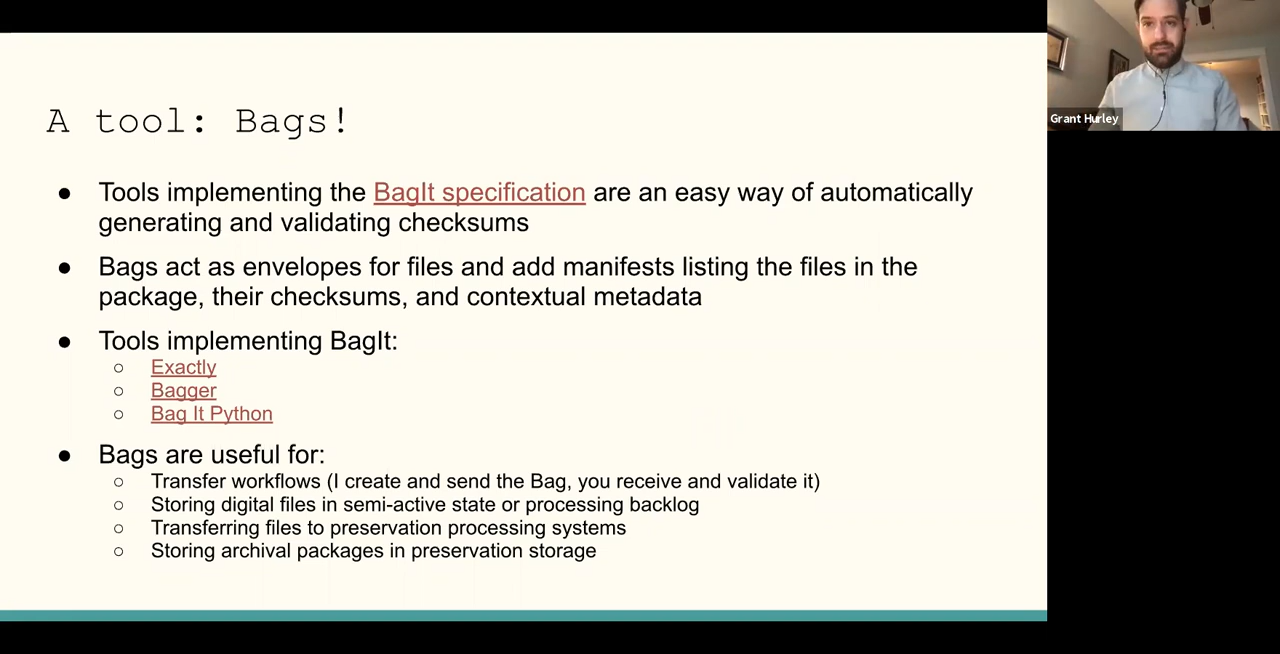 A tool: Bags!
● Tools implementing the BagIt specification are an easy way of automatically
generating and validating checksums
● Bags act as envelopes for files and add manifests listing the files in the
package, their checksums, and contextual metadata
● Tools implementing BagIt:
○ Exactly
○ Bagger
○ Bag It Python
● Bags are useful for:
○ Transfer workflows (I create and send the Bag, you receive and validate it)
○ Storing digital files in semi-active state or processing backlog
○ Transferring files to preservation processing systems
○ Storing archival packages in preservation storage
Grant Hurley